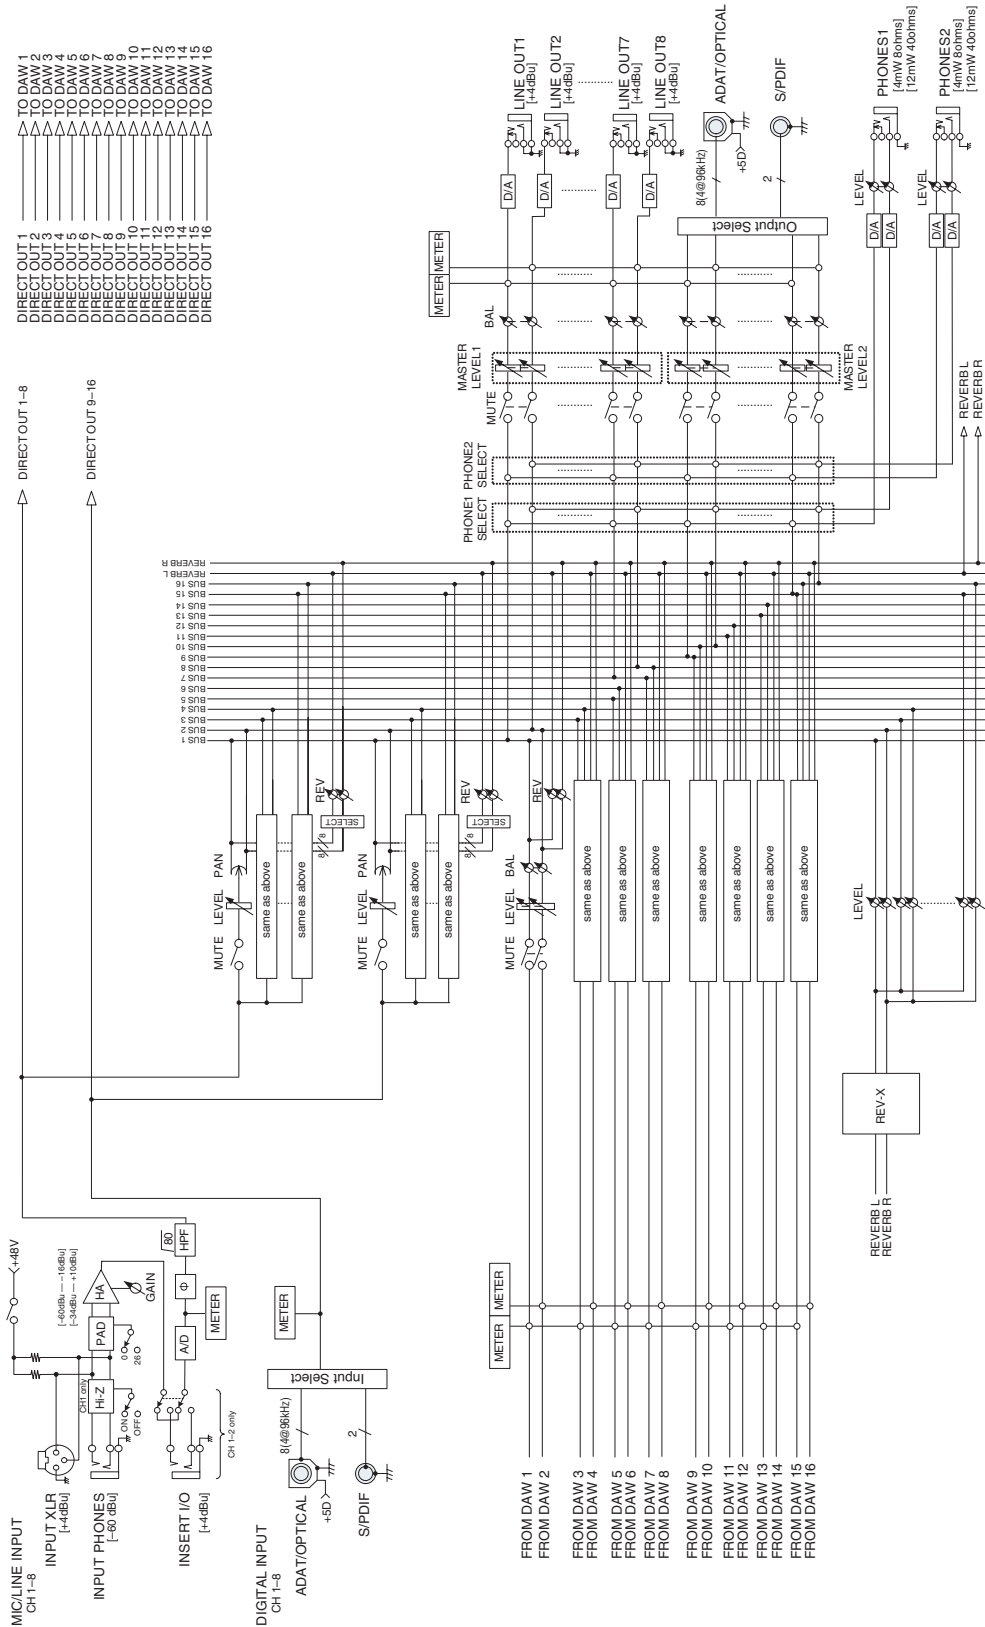 MIC/LINE INPUT
CH 1–8
INPUT XLR
[+4dBu]
INPUT PHONES
[–60 dBu]
INSERT I/O
[+4dBu]
CH 1–2 only
+48V
CH1 only
Hi-Z
ON
OFF
PAD
0
26
[–60dBu — –16dBu]
[–34dBu — +10dBu]
HA
GAIN
A/D
METER
Φ
80
HPF
DIGITAL INPUT
CH 1–8
ADAT/OPTICAL
+5D
8(4@96kHz)
S/PDIF
2
Input Select
METER
DIRECT OUT 1–8
DIRECT OUT 9–16
DIRECT OUT 1 TO DAW 1
DIRECT OUT 2 TO DAW 2
DIRECT OUT 3 TO DAW 3
DIRECT OUT 4 TO DAW 4
DIRECT OUT 5 TO DAW 5
DIRECT OUT 6 TO DAW 6
DIRECT OUT 7 TO DAW 7
DIRECT OUT 8 TO DAW 8
DIRECT OUT 9 TO DAW 9
DIRECT OUT 10 TO DAW 10
DIRECT OUT 11 TO DAW 11
DIRECT OUT 12 TO DAW 12
DIRECT OUT 13 TO DAW 13
DIRECT OUT 14 TO DAW 14
DIRECT OUT 15 TO DAW 15
DIRECT OUT 16 TO DAW 16
MUTE LEVEL PAN
same as above
same as above
8
8
SELECT
REV
MUTE LEVEL PAN
same as above
same as above
8
8
SELECT
REV
BUS 1
BUS 2
BUS 3
BUS 4
BUS 5
BUS 6
BUS 7
BUS 8
BUS 9
BUS 10
BUS 11
BUS 12
BUS 13
BUS 14
BUS 15
BUS 16
REVERB L
REVERB R
FROM DAW 1
FROM DAW 2
FROM DAW 3
FROM DAW 4
FROM DAW 5
FROM DAW 6
FROM DAW 7
FROM DAW 8
FROM DAW 9
FROM DAW 10
FROM DAW 11
FROM DAW 12
FROM DAW 13
FROM DAW 14
FROM DAW 15
FROM DAW 16
METER METER
MUTE LEVEL BAL
REV
same as above
same as above
same as above
same as above
same as above
same as above
same as above
REVERB L
REVERB R
REV-X
LEVEL
PHONE1
SELECT
PHONE2
SELECT
MUTE
MASTER
LEVEL1
MASTER
LEVEL2
BAL
METER METER
D/A
D/A
D/A
D/A
LINE OUT1
[+4dBu]
LINE OUT2
[+4dBu]
LINE OUT7
[+4dBu]
LINE OUT8
[+4dBu]
Output Select
8(4@96kHz)
+5D
ADAT/OPTICAL
2
S/PDIF
D/A
D/A
LEVEL
PHONES1
[4mW 8ohms]
[12mW 40ohms]
D/A
D/A
LEVEL
PHONES2
[4mW 8ohms]
[12mW 40ohms]
REVERB L
REVERB R